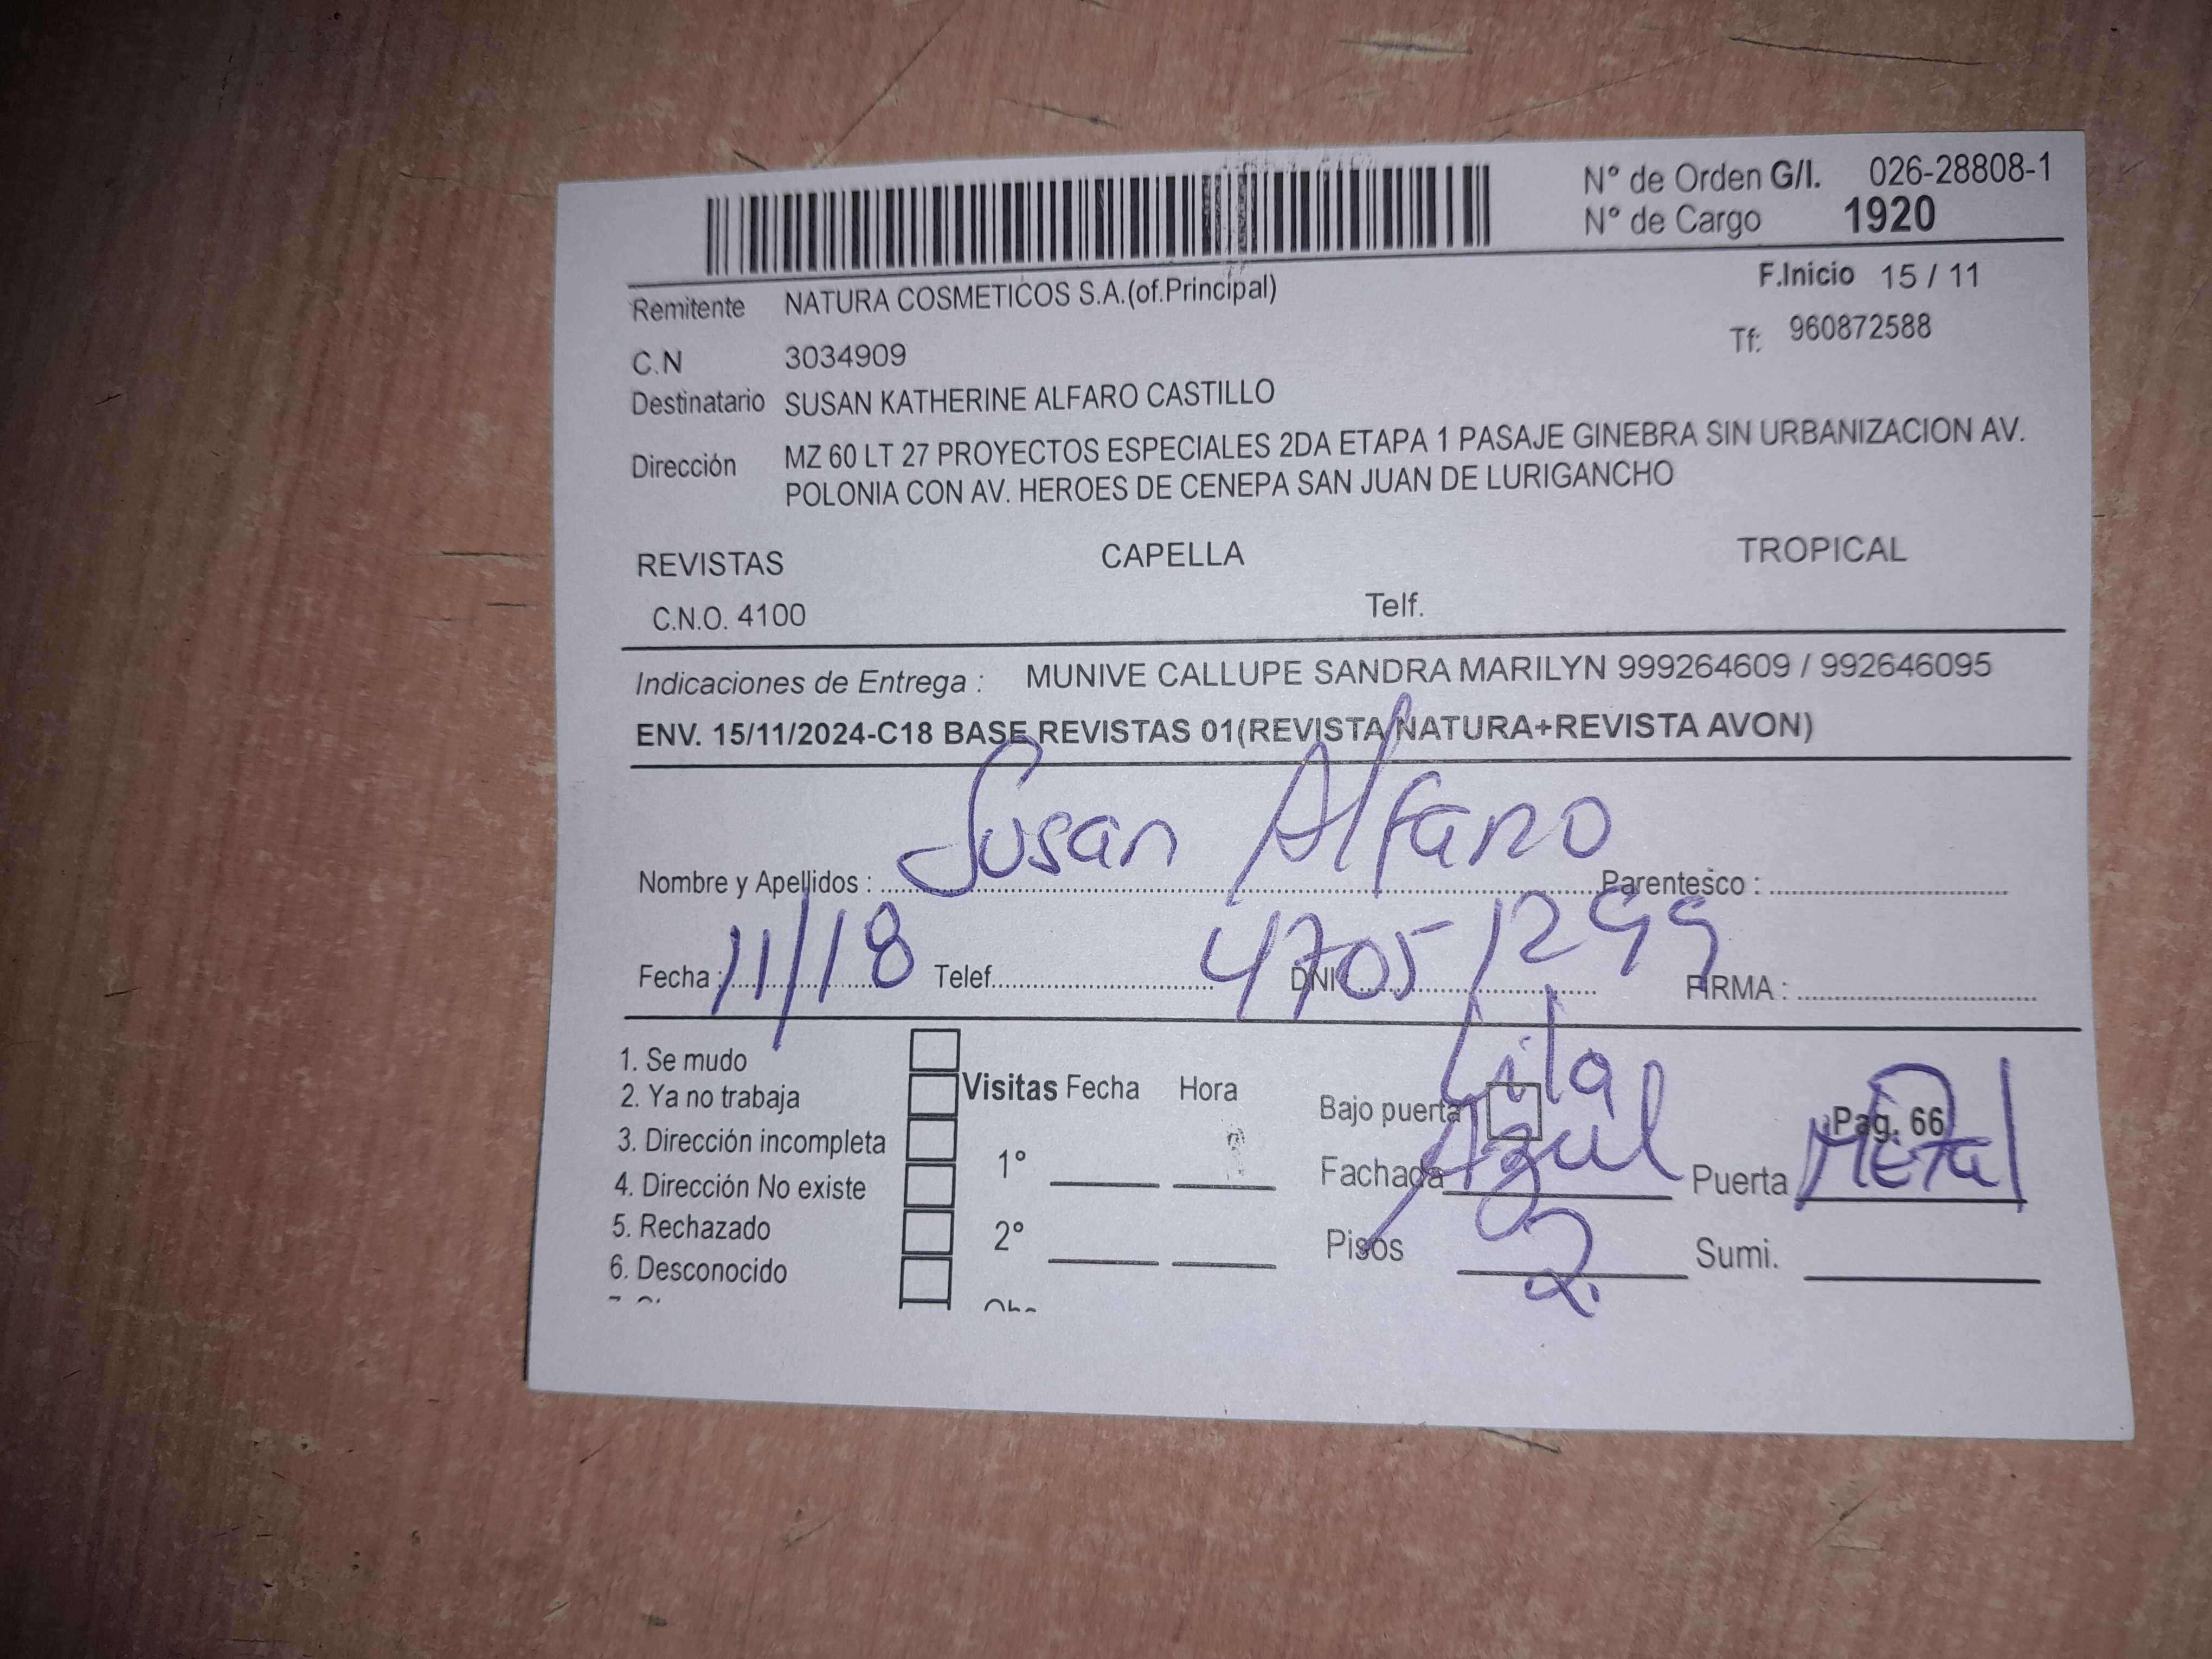 N° de Orden G/I. 026-28808-1
N° de Cargo 1920
F.Inicio 15 / 11
Remitente NATURA COSMETICOS S.A.(of.Principal)
Tf: 960872588
C.N 3034909
Destinatario SUSAN KATHERINE ALFARO CASTILLO
Dirección MZ 60 LT 27 PROYECTOS ESPECIALES 2DA ETAPA 1 PASAJE GINEBRA SIN URBANIZACION AV.
POLONIA CON AV. HEROES DE CENEPA SAN JUAN DE LURIGANCHO
REVISTAS CAPELLA TROPICAL
C.N.O. 4100 Telf.
Indicaciones de Entrega : MUNIVE CALLUPE SANDRA MARILYN 999264609 / 992646095
ENV. 15/11/2024-C18 BASE REVISTAS 01(REVISTA NATURA+REVISTA AVON)
Nombre y Apellidos : Susan Alfaro Parentesco :
Fecha : 11/18 Telef. DNI 47051299 FIRMA :
1. Se mudo
2. Ya no trabaja
3. Dirección incompleta
4. Dirección No existe
5. Rechazado
6. Desconocido
Visitas Fecha Hora
1°
2°
Lila
Bajo puerta Pag. 66
Fachada Azul Puerta Metal
Pisos 2. Sumi.